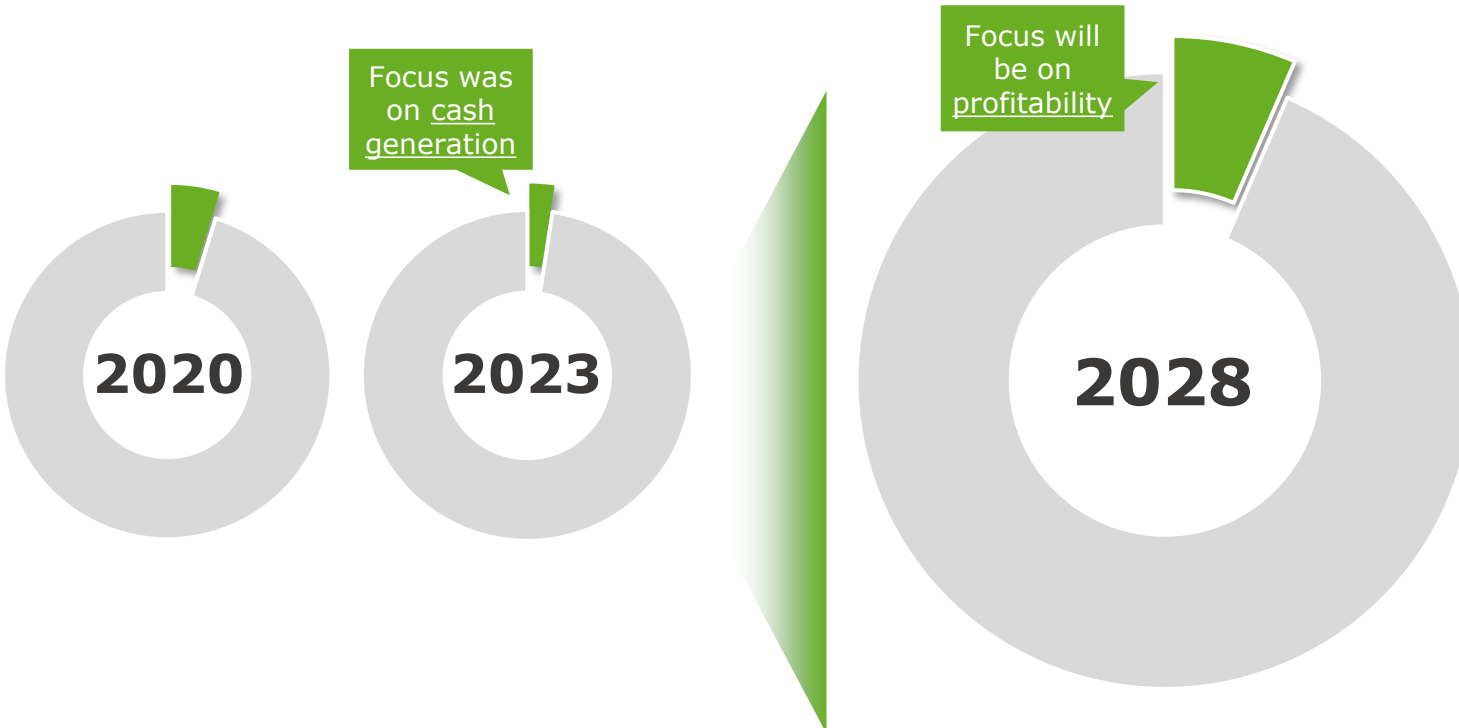 Focus was
on cash
generation
Focus will
be on
profitability
2020
2023
2028